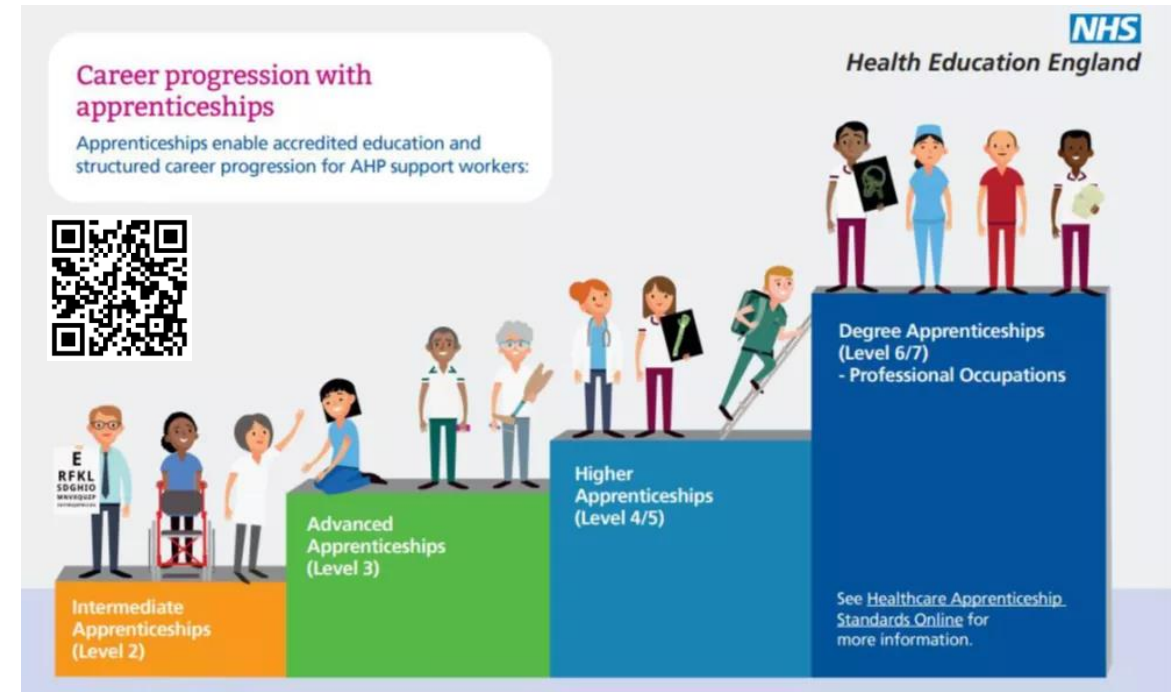 NHS
Health Education England
Career progression with
apprenticeships
Apprenticeships enable accredited education and
structured career progression for AHP support workers:
E
RFKL
SDGHIO
Intermediate
Apprenticeships
(Level 2)
Advanced
Apprenticeships
(Level 3)
Higher
Apprenticeships
(Level 4/5)
Degree Apprenticeships
(Level 6/7)
- Professional Occupations
See Healthcare Apprenticeship
Standards Online for
more information.